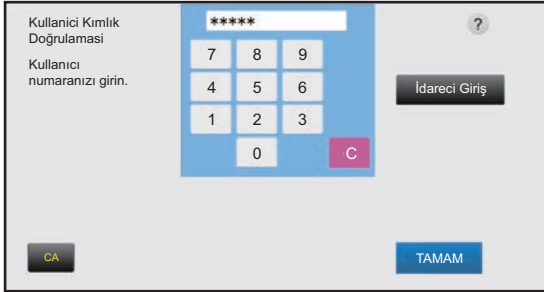 Kullanici Kımlık
Doğrulamasi
Kullanıcı
numaranızı girin.
*****
7 8 9
4 5 6
1 2 3
0 C
?
İdareci Giriş
CA
TAMAM